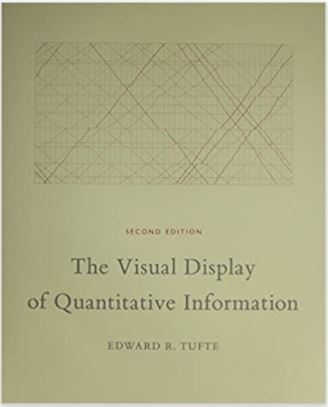 SECOND EDITION
The Visual Display
of Quantitative Information
EDWARD R. TUFTE